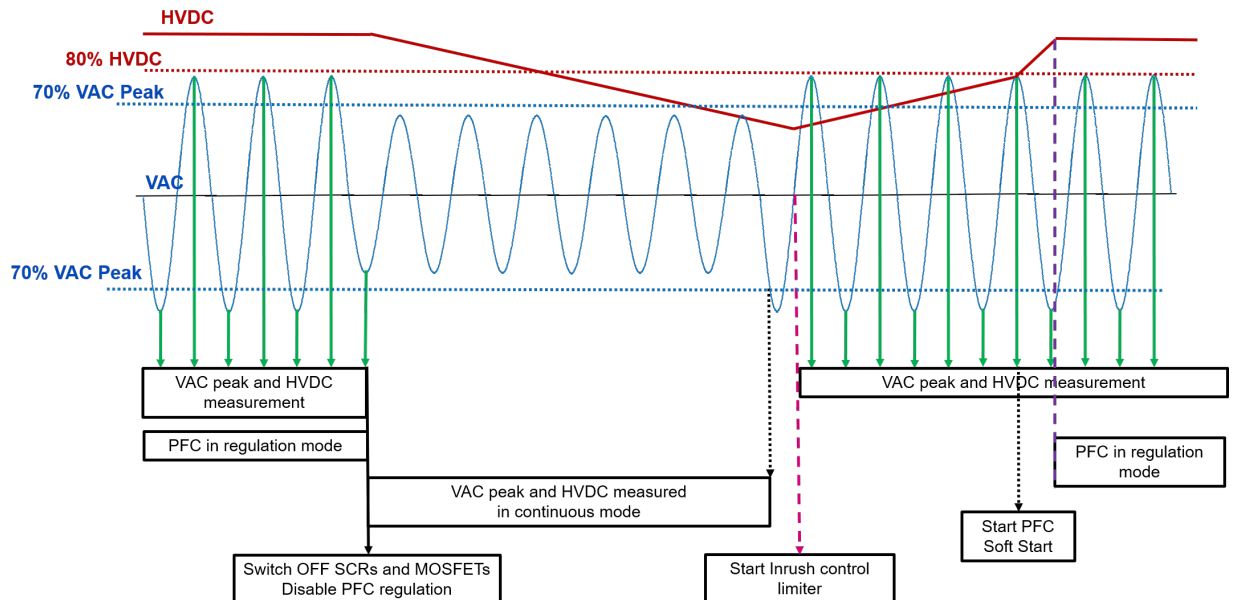 HVDC
80% HVDC
70% VAC Peak
VAC
70% VAC Peak
VAC peak and HVDC
measurement
VAC peak and HVDC measurement
PFC in regulation mode
PFC in regulation
mode
VAC peak and HVDC measured
in continuous mode
Start PFC
Soft Start
Switch OFF SCRs and MOSFETs
Disable PFC regulation
Start Inrush control
limiter